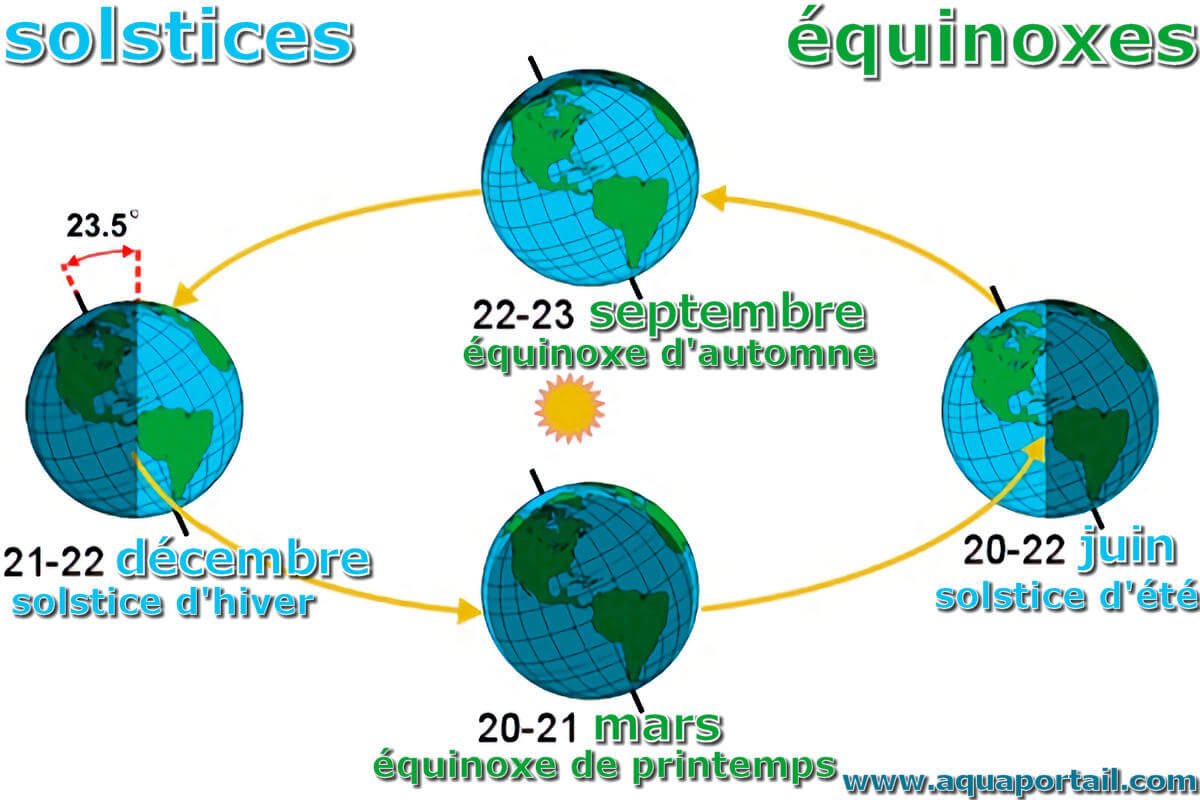 solstices
équinoxes
23.5°
22-23 septembre
équinoxe d'automne
21-22 décembre
solstice d'hiver
20-22 juin
solstice d'été
20-21 mars
équinoxe de printemps
www.aquaportail.com